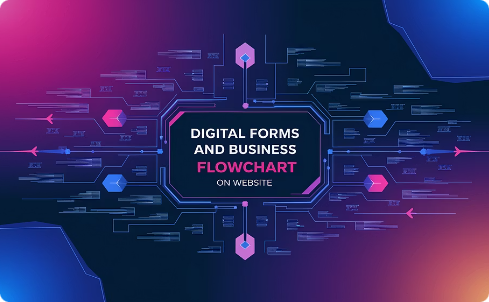 DIGITAL FORMS
AND BUSINESS
FLOWCHART
ON WEBSITE